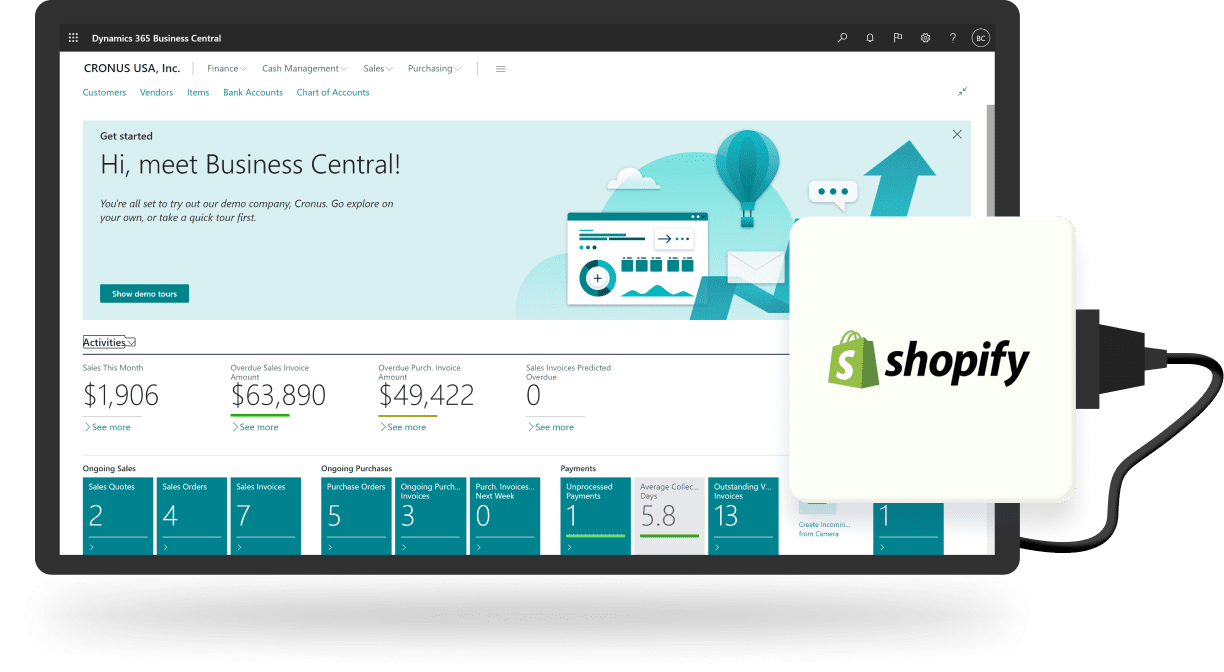 Dynamics 365 Business Central
?
BC
CRONUS USA, Inc.
Finance
Cash Management
Sales
Purchasing
Customers
Vendors
Items
Bank Accounts
Chart of Accounts
Get started
Hi, meet Business Central!
You're all set to try out our demo company, Cronus. Go explore on
your own, or take a quick tour first.
Show demo tours
S shopify
Activities
Sales This Month
$1,906
See more
Overdue Sales Invoice
Amount
$63,890
See more
Overdue Purch. Invoice
Amount
$49,422
See more
Sales Invoices Predicted
Overdue
0
See more
Ongoing Sales
Sales Quotes
2
Sales Orders
4
Sales Invoices
7
Ongoing Purchases
Purchase Orders
5
Ongoing Purch...
Invoices
3
Purch. Invoices...
Next Week
0
Payments
Unprocessed
Payments
1
Average Collec...
Days
5.8
Outstanding V...
Invoices
13
Create Incomin...
from Camera
1